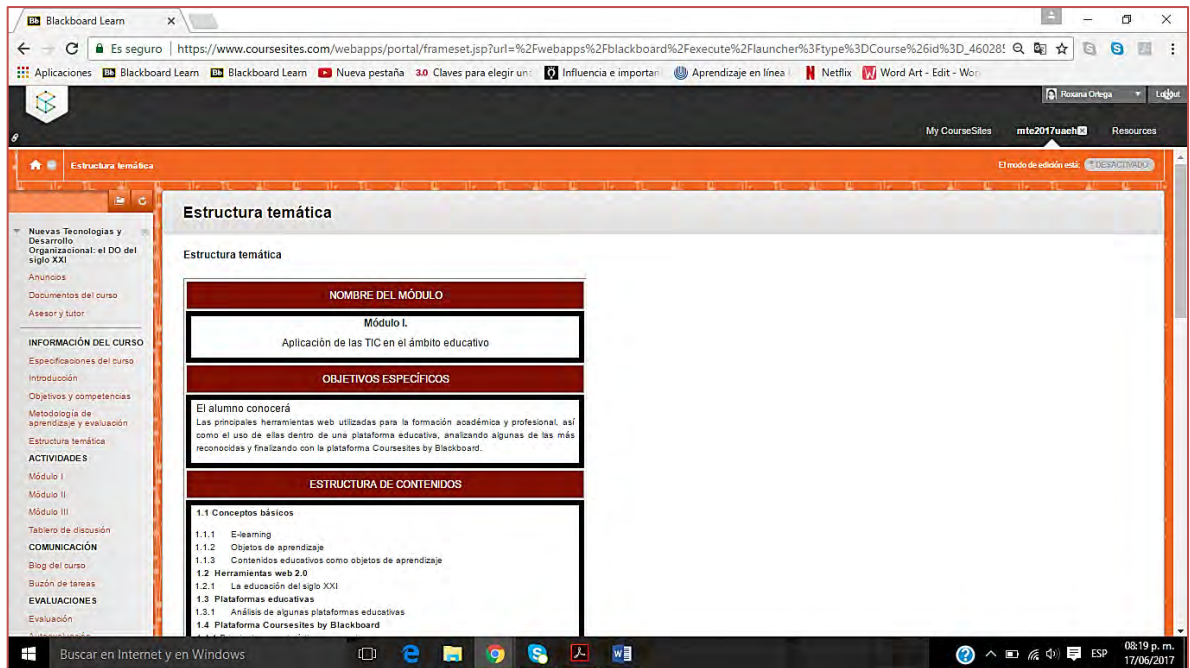 Blackboard Learn
Es seguro | https://www.coursesites.com/webapps/portal/frameset.jsp?url=%2Fwebapps%2Fblackboard%2Fexecute%2Flauncher%3Ftype%3DCourse%26id%3D_46028
Aplicaciones Blackboard Learn Blackboard Learn Nueva pestaña 3.0 Claves para elegir un Influencia e importan Aprendizaje en línea Netflix Word Art - Edit - Wor
Roxana Ortega Logout
My CourseSites mte2017uaeh Resources
Estructura temática
El modo de edición está: DESACTIVADO
Estructura temática
Nuevas Tecnologías y
Desarrollo
Organizacional: el DO del
siglo XXI
Anuncios
Documentos del curso
Asesor y tutor
INFORMACIÓN DEL CURSO
Especificaciones del curso
Introducción
Objetivos y competencias
Metodología de
aprendizaje y evaluación
Estructura temática
ACTIVIDADES
Módulo I
Módulo II
Módulo III
Tablero de discusión
COMUNICACIÓN
Blog del curso
Buzón de tareas
EVALUACIONES
Evaluación
Estructura temática
NOMBRE DEL MÓDULO
Módulo I.
Aplicación de las TIC en el ámbito educativo
OBJETIVOS ESPECÍFICOS
El alumno conocerá
Las principales herramientas web utilizadas para la formación académica y profesional, así
como el uso de ellas dentro de una plataforma educativa, analizando algunas de las más
reconocidas y finalizando con la plataforma Coursesites by Blackboard.
ESTRUCTURA DE CONTENIDOS
1.1 Conceptos básicos
1.1.1 E-learning
1.1.2 Objetos de aprendizaje
1.1.3 Contenidos educativos como objetos de aprendizaje
1.2 Herramientas web 2.0
1.2.1 La educación del siglo XXI
1.3 Plataformas educativas
1.3.1 Análisis de algunas plataformas educativas
1.4 Plataforma Coursesites by Blackboard
Buscar en Internet y en Windows
ESP
08:19 p. m.
17/06/2017